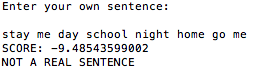 Enter your own sentence:
stay me day school night home go me
SCORE: -9.48543599002
NOT A REAL SENTENCE